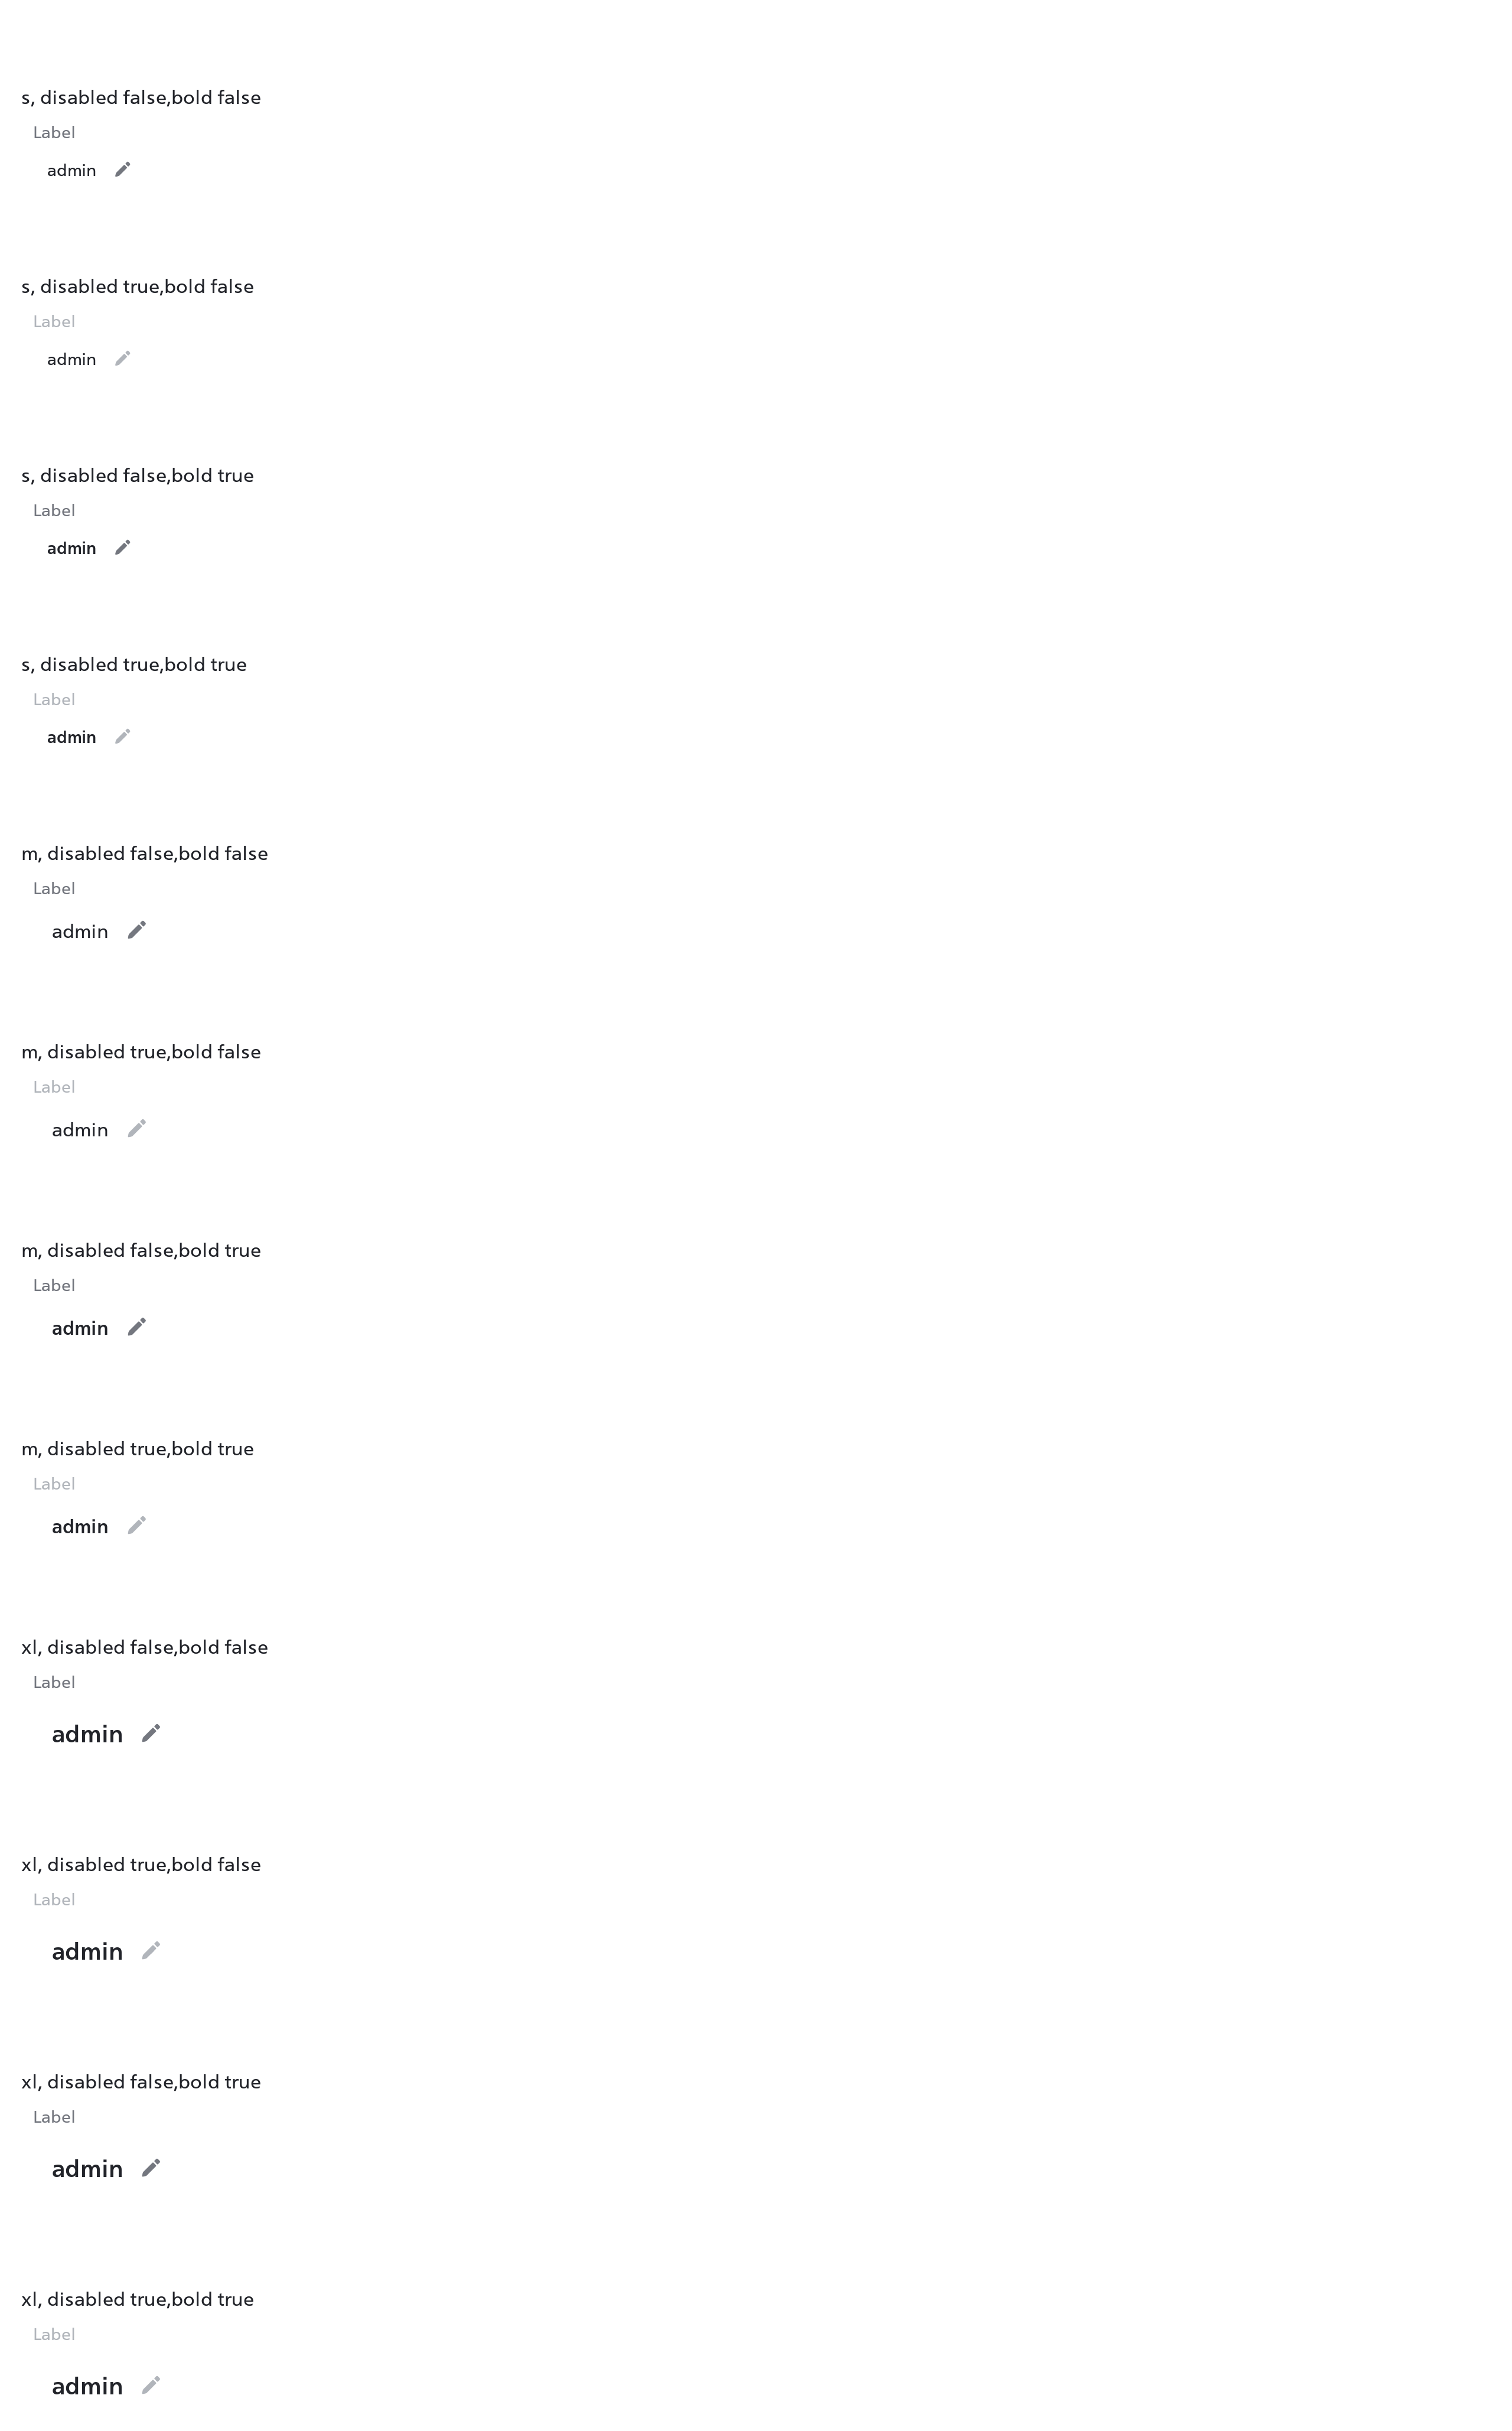 s, disabled false,bold false
Label
admin
s, disabled true,bold false
Label
admin
s, disabled false,bold true
Label
admin
s, disabled true,bold true
Label
admin
m, disabled false,bold false
Label
admin
m, disabled true,bold false
Label
admin
m, disabled false,bold true
Label
admin
m, disabled true,bold true
Label
admin
xl, disabled false,bold false
Label
admin
xl, disabled true,bold false
Label
admin
xl, disabled false,bold true
Label
admin
xl, disabled true,bold true
Label
admin